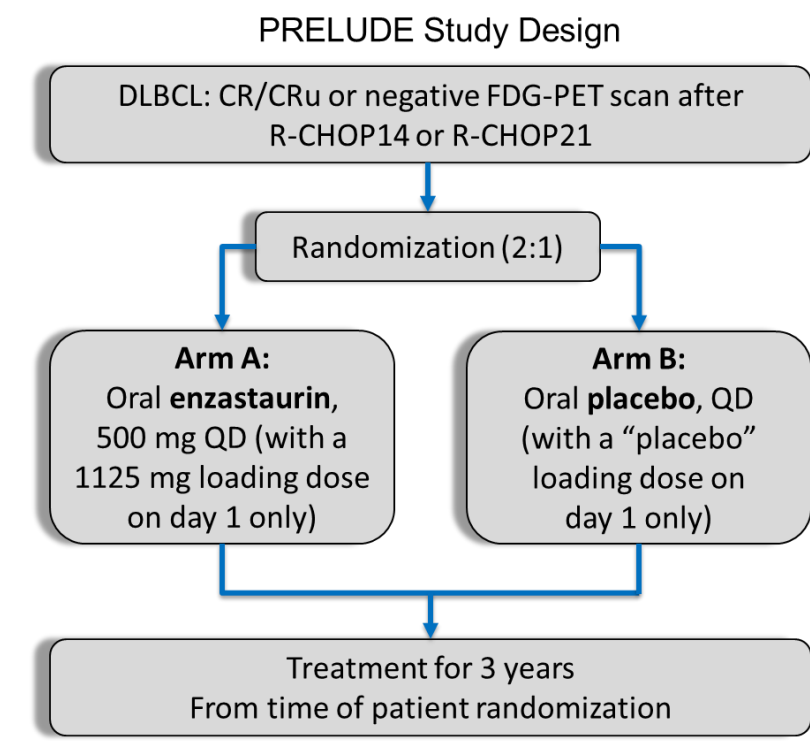 PRELUDE Study Design
DLBCL: CR/CRu or negative FDG-PET scan after
R-CHOP14 or R-CHOP21
Randomization (2:1)
Arm A:
Oral enzastaurin,
500 mg QD (with a
1125 mg loading dose
on day 1 only)
Arm B:
Oral placebo, QD
(with a “placebo”
loading dose on
day 1 only)
Treatment for 3 years
From time of patient randomization